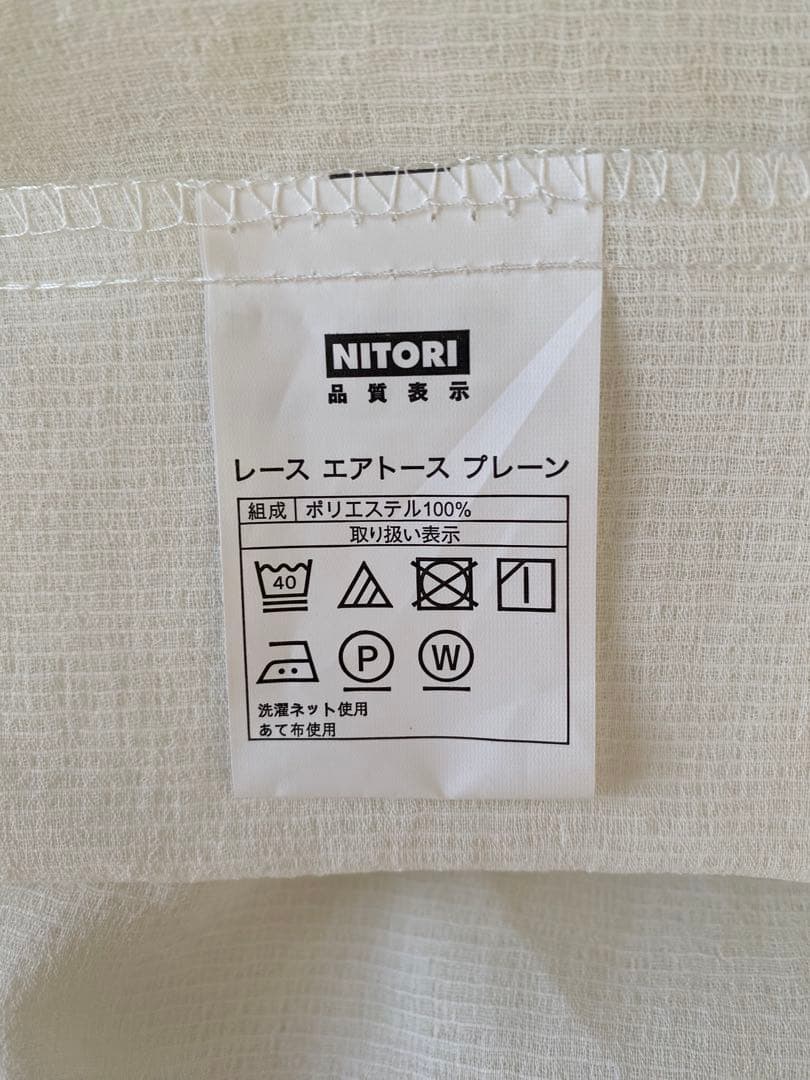 NITORI
品質表示
レース エアトース プレーン
組成 ポリエステル100%
取り扱い表示
40
P W
洗濯ネット使用
あて布使用